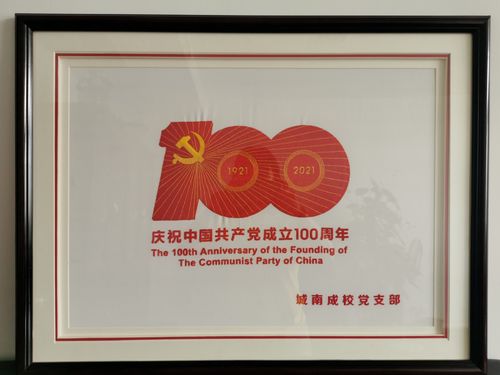 100
1921 2021
庆祝中国共产党成立100周年
The 100th Anniversary of the Founding of
The Communist Party of China
城南成校党支部